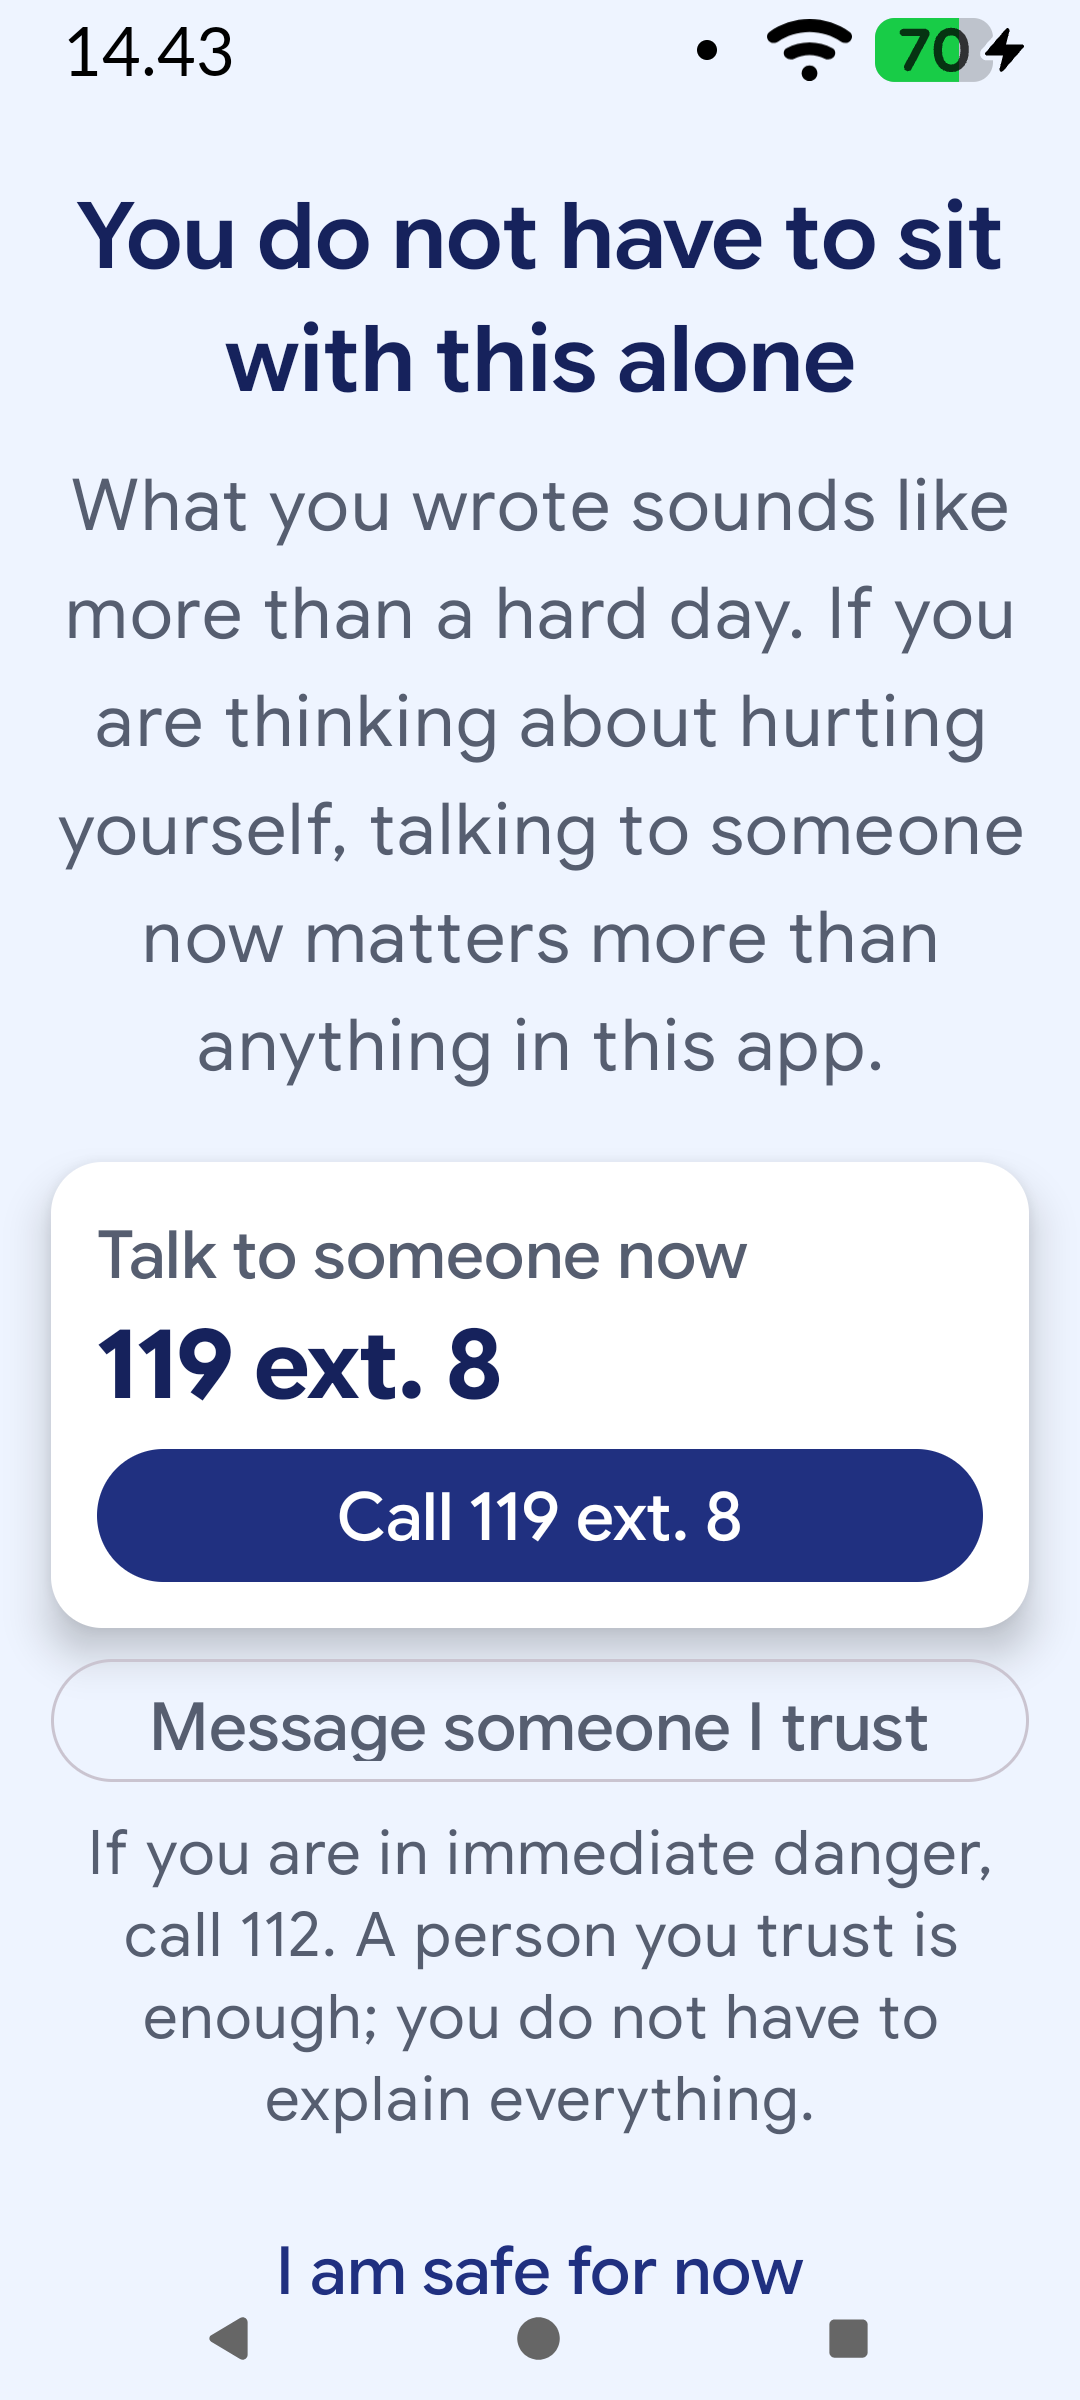 14.43
70
You do not have to sit
with this alone
What you wrote sounds like
more than a hard day. If you
are thinking about hurting
yourself, talking to someone
now matters more than
anything in this app.
Talk to someone now
119 ext. 8
Call 119 ext. 8
Message someone I trust
If you are in immediate danger,
call 112. A person you trust is
enough; you do not have to
explain everything.
I am safe for now